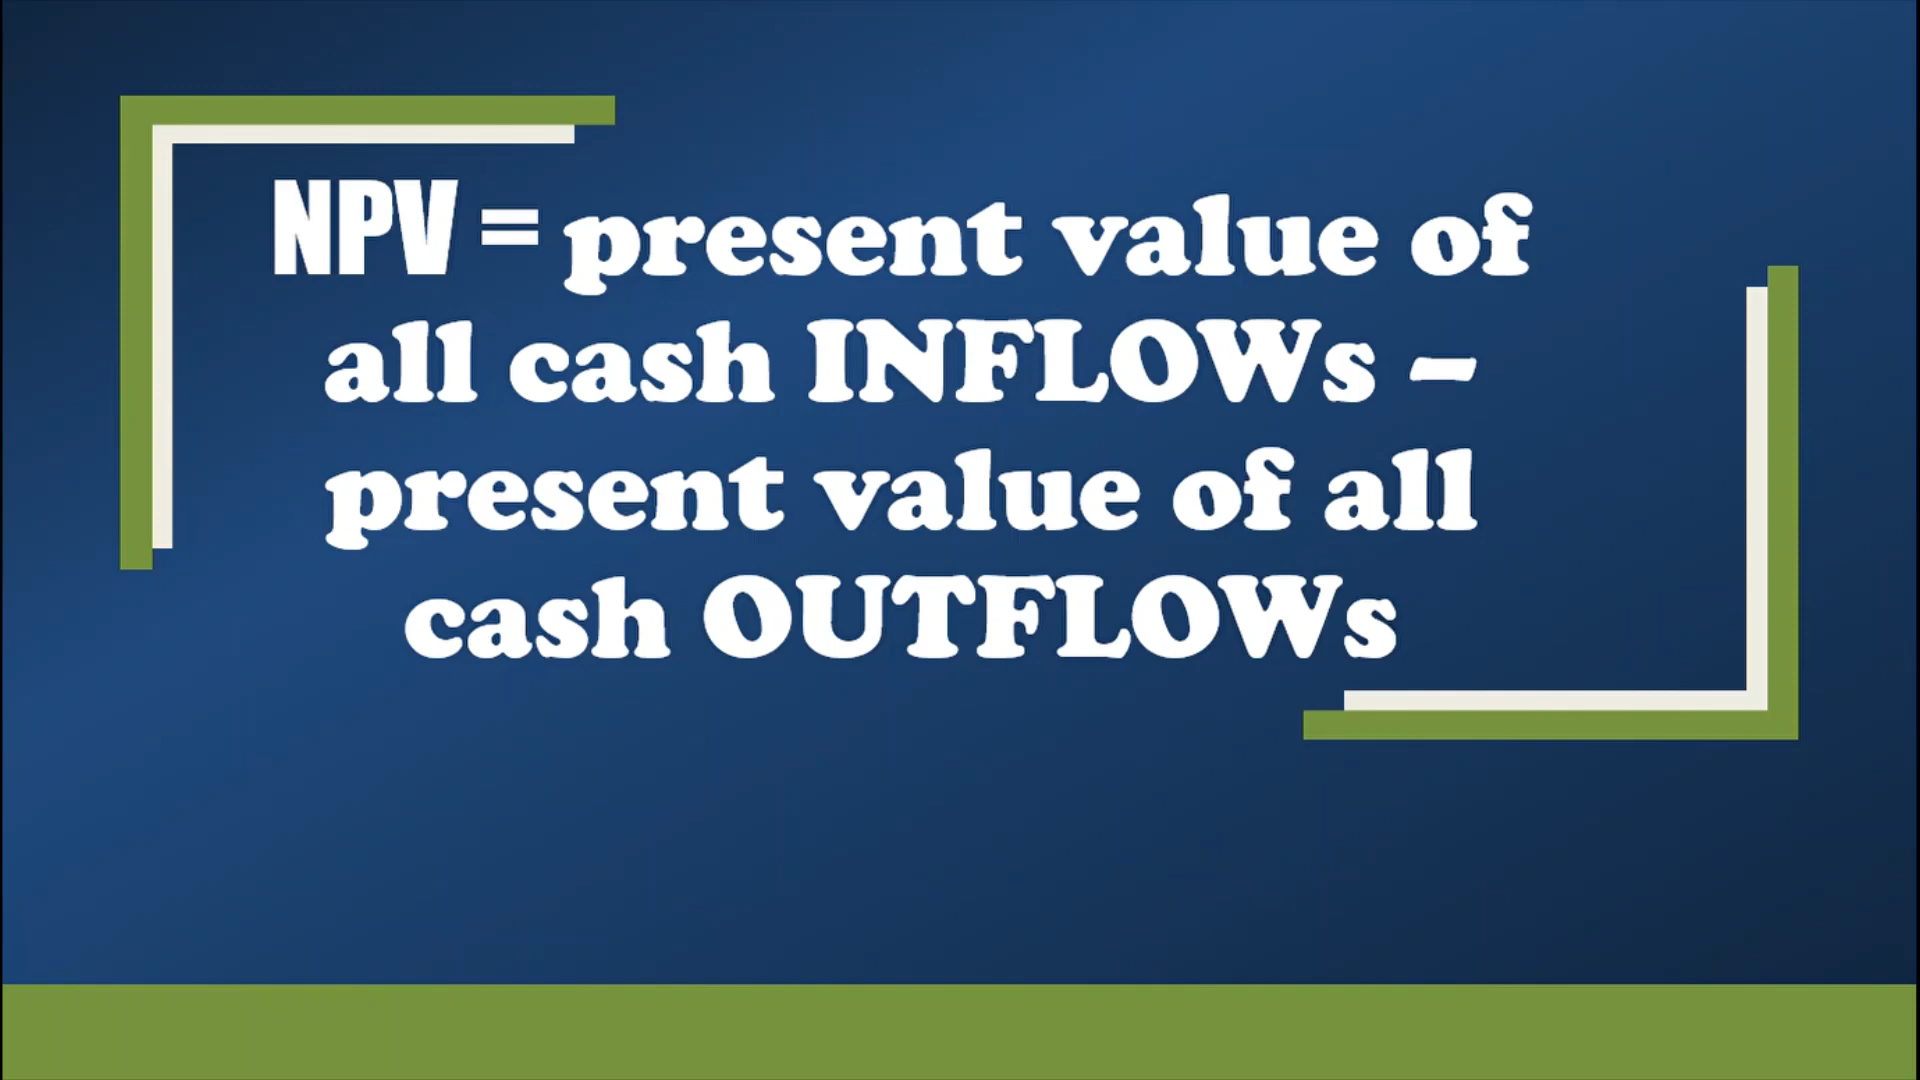 NPV = present value of
all cash INFLOWs –
present value of all
cash OUTFLOWs